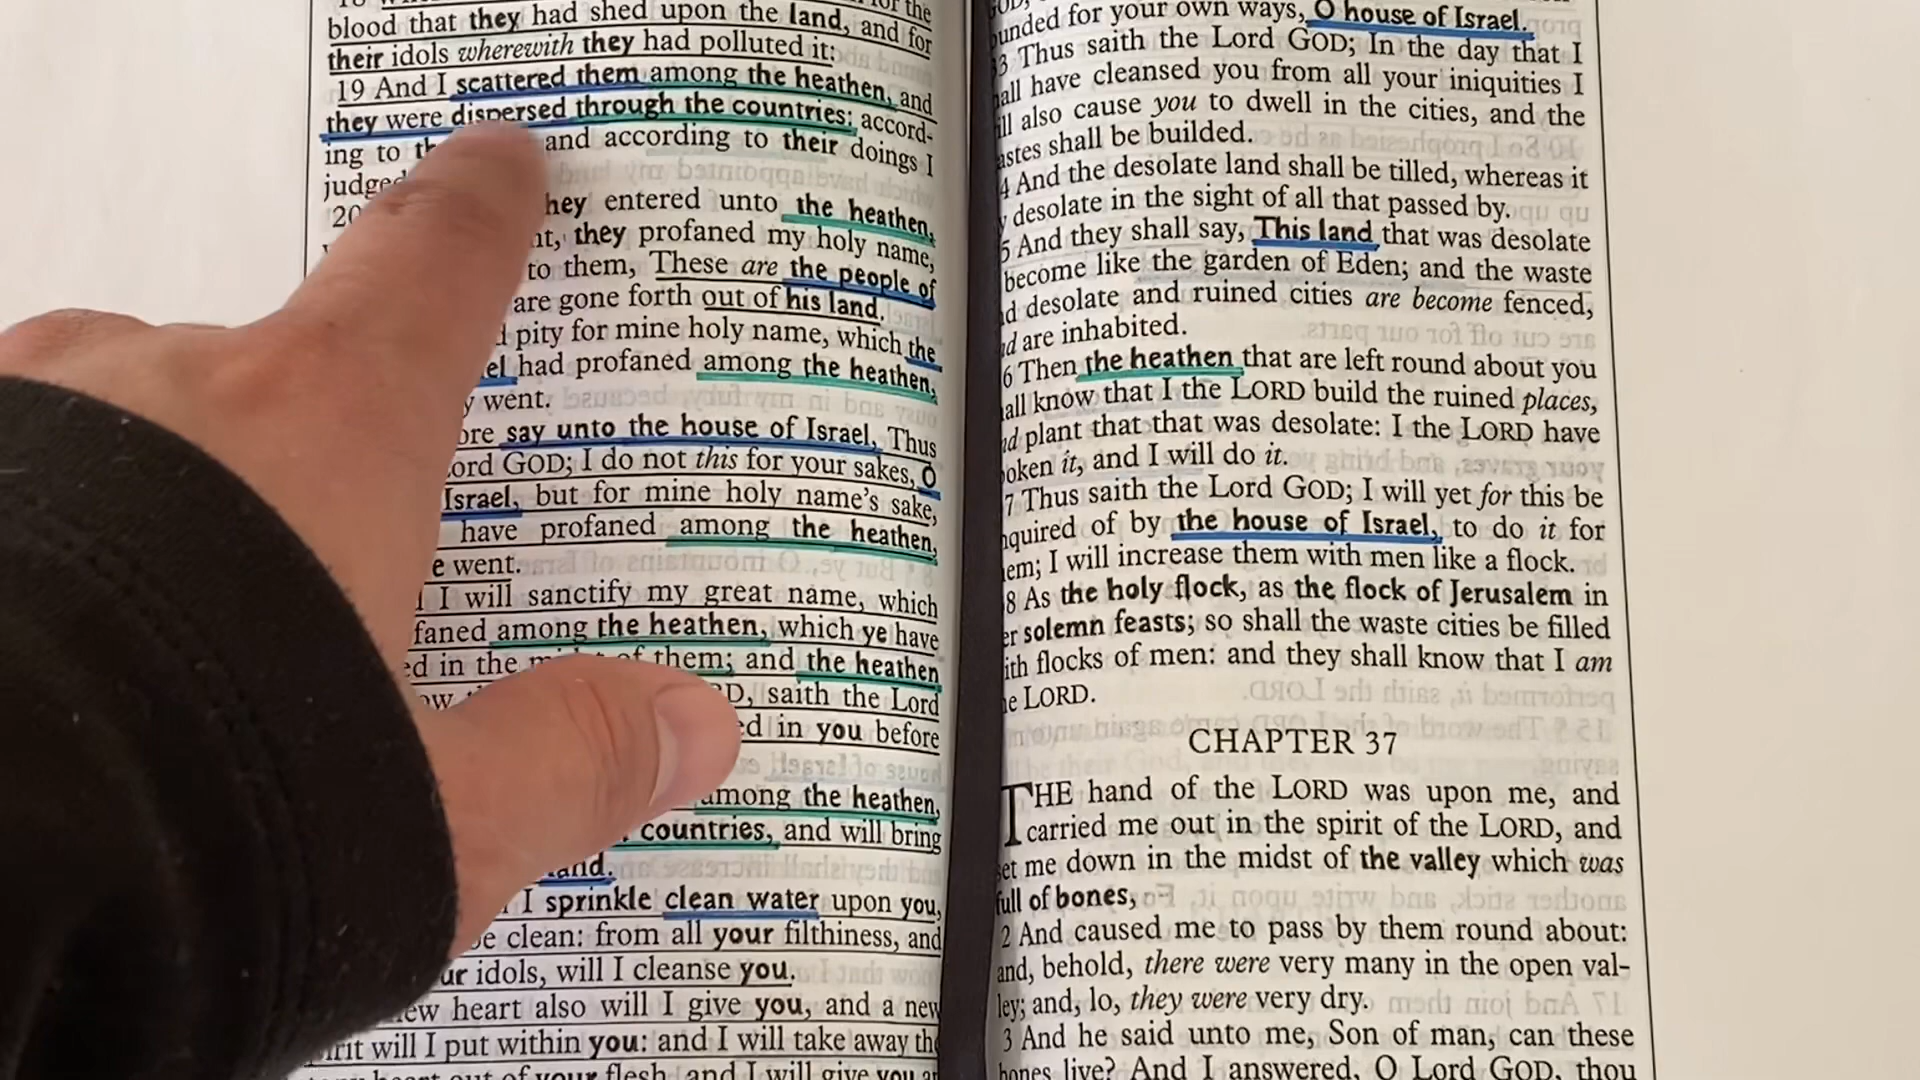 blood that they had shed upon the land, and for
their idols wherewith they had polluted it:
19 And I scattered them among the heathen, and
they were dispersed through the countries: accord-
ing to and according to their doings I
judged
20 they entered unto the heathen,
they profaned my holy name,
to them, These are the people of
are gone forth out of his land.
pity for mine holy name, which the
had profaned among the heathen,
went.
say unto the house of Israel, Thus
GOD; I do not this for your sakes, O
Israel, but for mine holy name's sake,
have profaned among the heathen,
went.
I will sanctify my great name, which
among the heathen, which ye have
in the of them; and the heathen
saith the Lord
in you before
among the heathen,
countries, and will bring
land.
I sprinkle clean water upon you,
be clean: from all your filthiness, and
idols, will I cleanse you.
new heart also will I give you, and a new
will I put within you: and I will take away the
heart out of your flesh, and I will give you
for your own ways, O house of Israel.
33 Thus saith the Lord GOD; In the day that I
have cleansed you from all your iniquities I
also cause you to dwell in the cities, and the
shall be builded.
4 And the desolate land shall be tilled, whereas it
desolate in the sight of all that passed by.
5 And they shall say, This land that was desolate
become like the garden of Eden; and the waste
desolate and ruined cities are become fenced,
are inhabited.
6 Then the heathen that are left round about you
know that I the LORD build the ruined places,
plant that that was desolate: I the LORD have
it, and I will do it.
7 Thus saith the Lord GOD; I will yet for this be
of by the house of Israel, to do it for
I will increase them with men like a flock.
8 As the holy flock, as the flock of Jerusalem in
solemn feasts; so shall the waste cities be filled
flocks of men: and they shall know that I am
LORD.
CHAPTER 37
THE hand of the LORD was upon me, and
carried me out in the spirit of the LORD, and
set me down in the midst of the valley which was
full of bones,
2 And caused me to pass by them round about:
and, behold, there were very many in the open val-
ley; and, lo, they were very dry.
3 And he said unto me, Son of man, can these
bones live? And I answered, O Lord GOD, thou